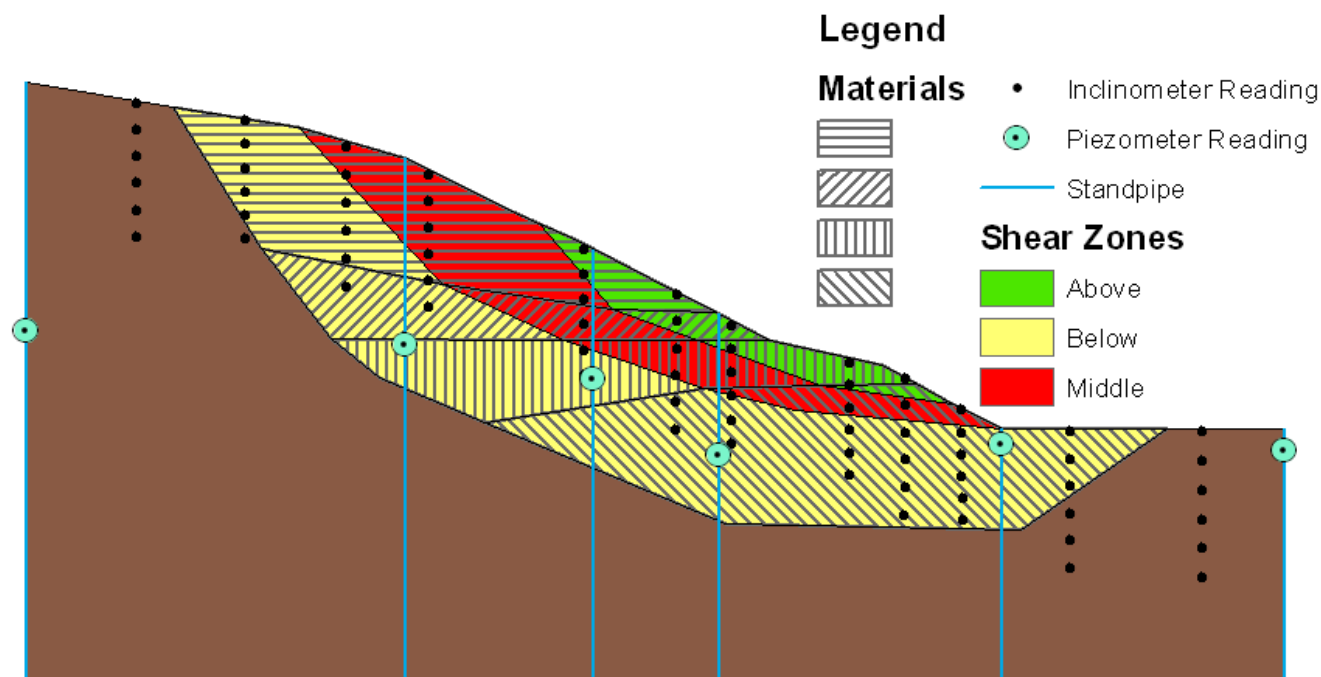 Legend
Materials
Inclinometer Reading
Piezometer Reading
Standpipe
Shear Zones
Above
Below
Middle